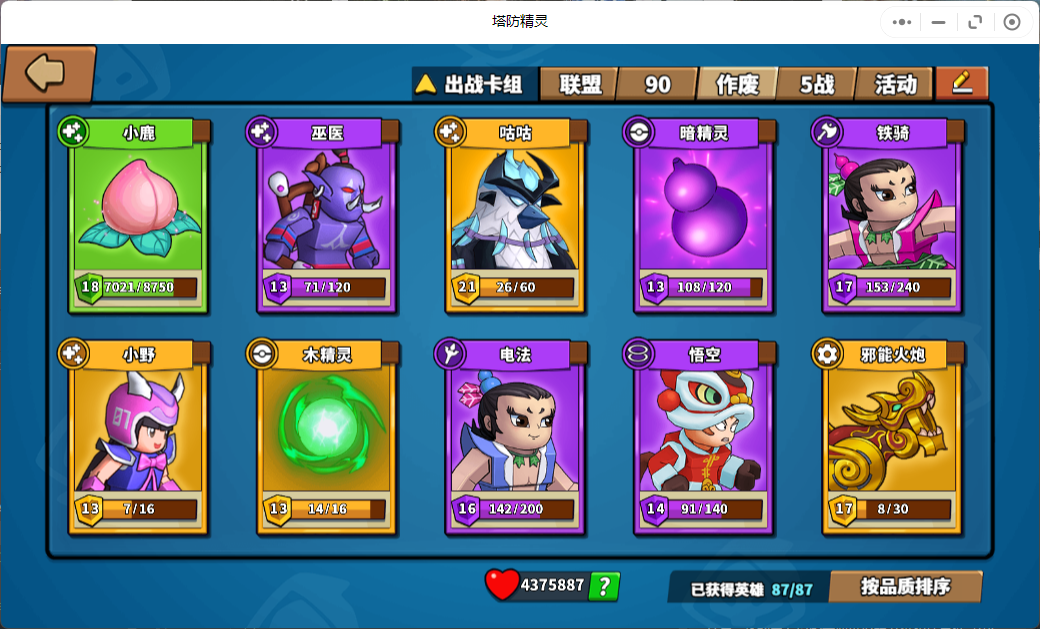 塔防精灵
出战卡组 联盟 90 作废 5战 活动
小鹿 巫医 咕咕 暗精灵 铁骑
18 7021/8750 13 71/120 21 26/60 13 108/120 17 153/240
小野 木精灵 电法 悟空 邪能火炮
07
13 7/16 13 14/16 16 142/200 14 91/140 17 8/30
4375887 ? 已获得英雄 87/87 按品质排序